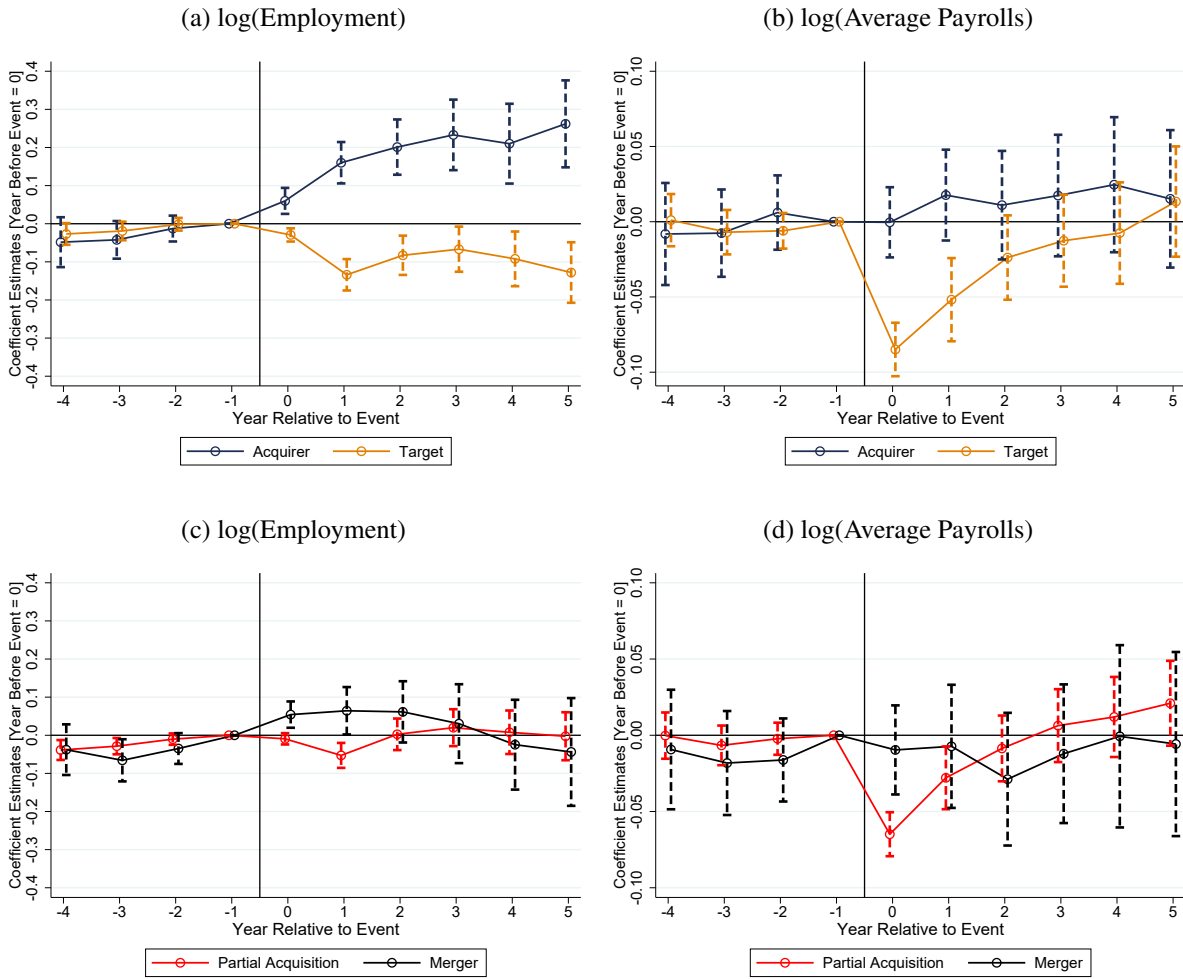 (a) log(Employment)
Coefficient Estimates [Year Before Event = 0]
0.4
0.3
0.2
0.1
0.0
-0.1
-0.2
-0.3
-0.4
-4 -3 -2 -1 0 1 2 3 4 5
Year Relative to Event
Acquirer Target
(b) log(Average Payrolls)
Coefficient Estimates [Year Before Event = 0]
0.10
0.05
0.00
-0.05
-0.10
-4 -3 -2 -1 0 1 2 3 4 5
Year Relative to Event
Acquirer Target
(c) log(Employment)
Coefficient Estimates [Year Before Event = 0]
0.4
0.3
0.2
0.1
0.0
-0.1
-0.2
-0.3
-0.4
-4 -3 -2 -1 0 1 2 3 4 5
Year Relative to Event
Partial Acquisition Merger
(d) log(Average Payrolls)
Coefficient Estimates [Year Before Event = 0]
0.10
0.05
0.00
-0.05
-0.10
-4 -3 -2 -1 0 1 2 3 4 5
Year Relative to Event
Partial Acquisition Merger